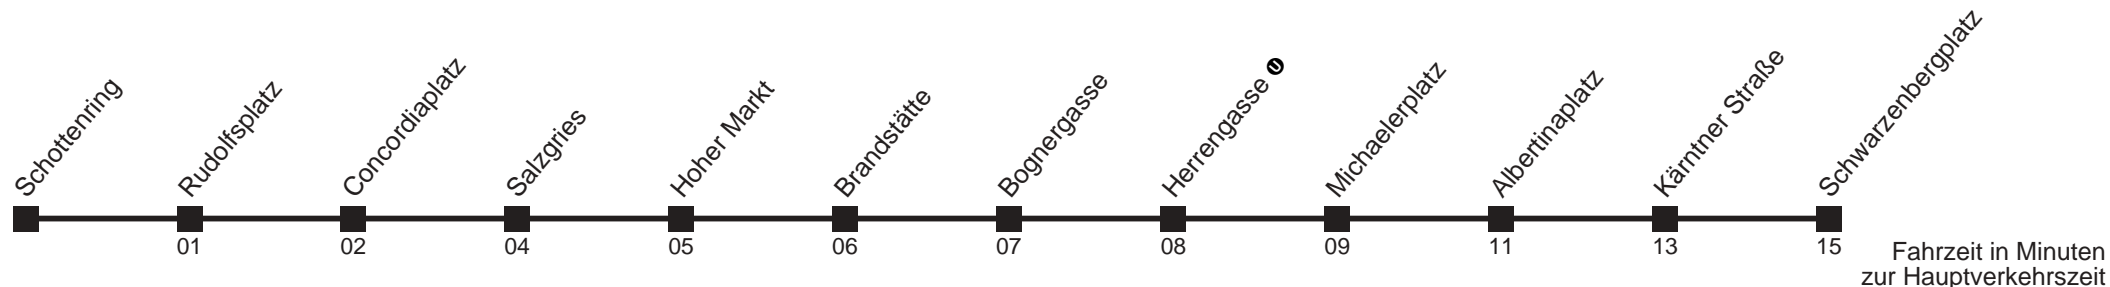 Schottenring
Rudolfsplatz
Concordiaplatz
Salzgries
Hoher Markt
Brandstätte
Bognergasse
Herrengasse U
Michaelerplatz
Albertinaplatz
Kärntner Straße
Schwarzenbergplatz
01 02 04 05 06 07 08 09 11 13 15
Fahrzeit in Minuten
zur Hauptverkehrszeit